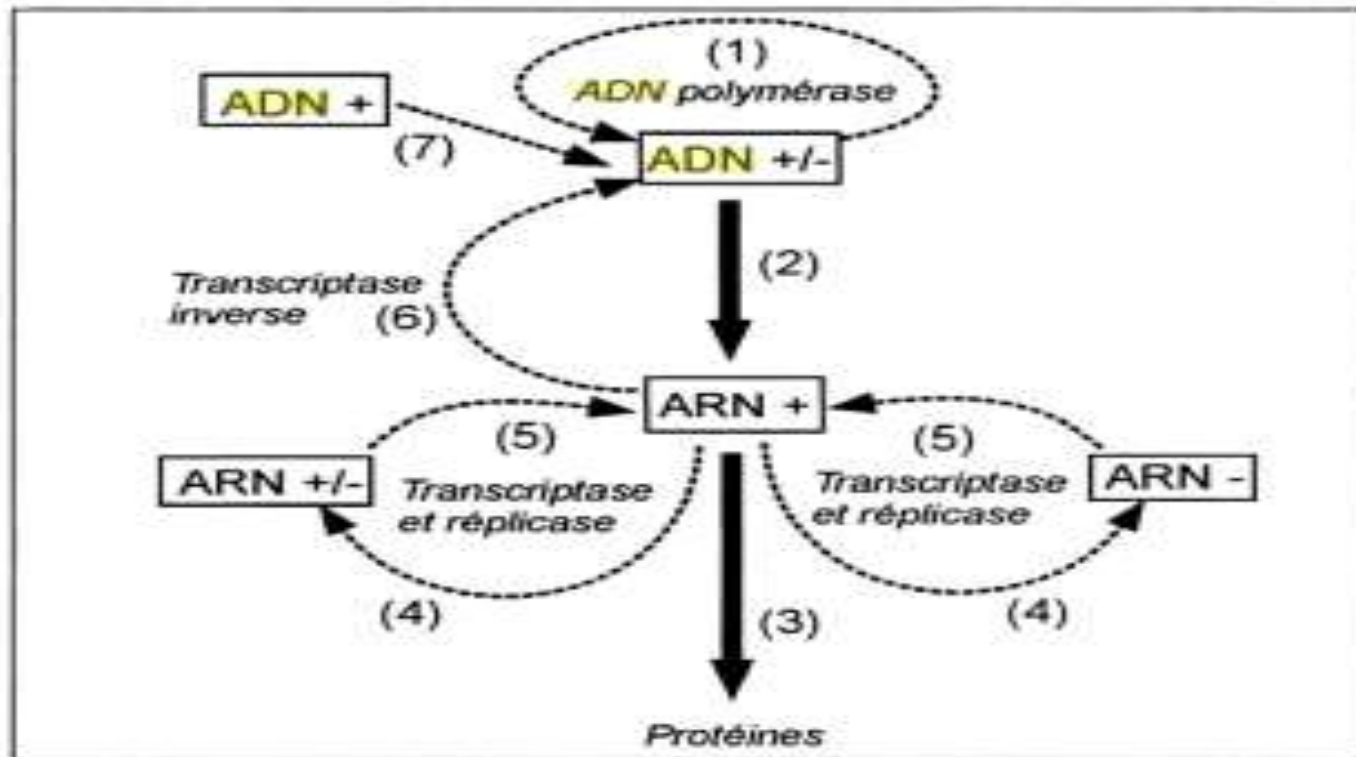 (1)
ADN polymérase
ADN +
(7)
ADN +/-
(2)
Transcriptase
inverse
(6)
ARN +
(5)
(5)
ARN +/-
Transcriptase
et réplicase
Transcriptase
et réplicase
ARN -
(4)
(3)
(4)
Protéines